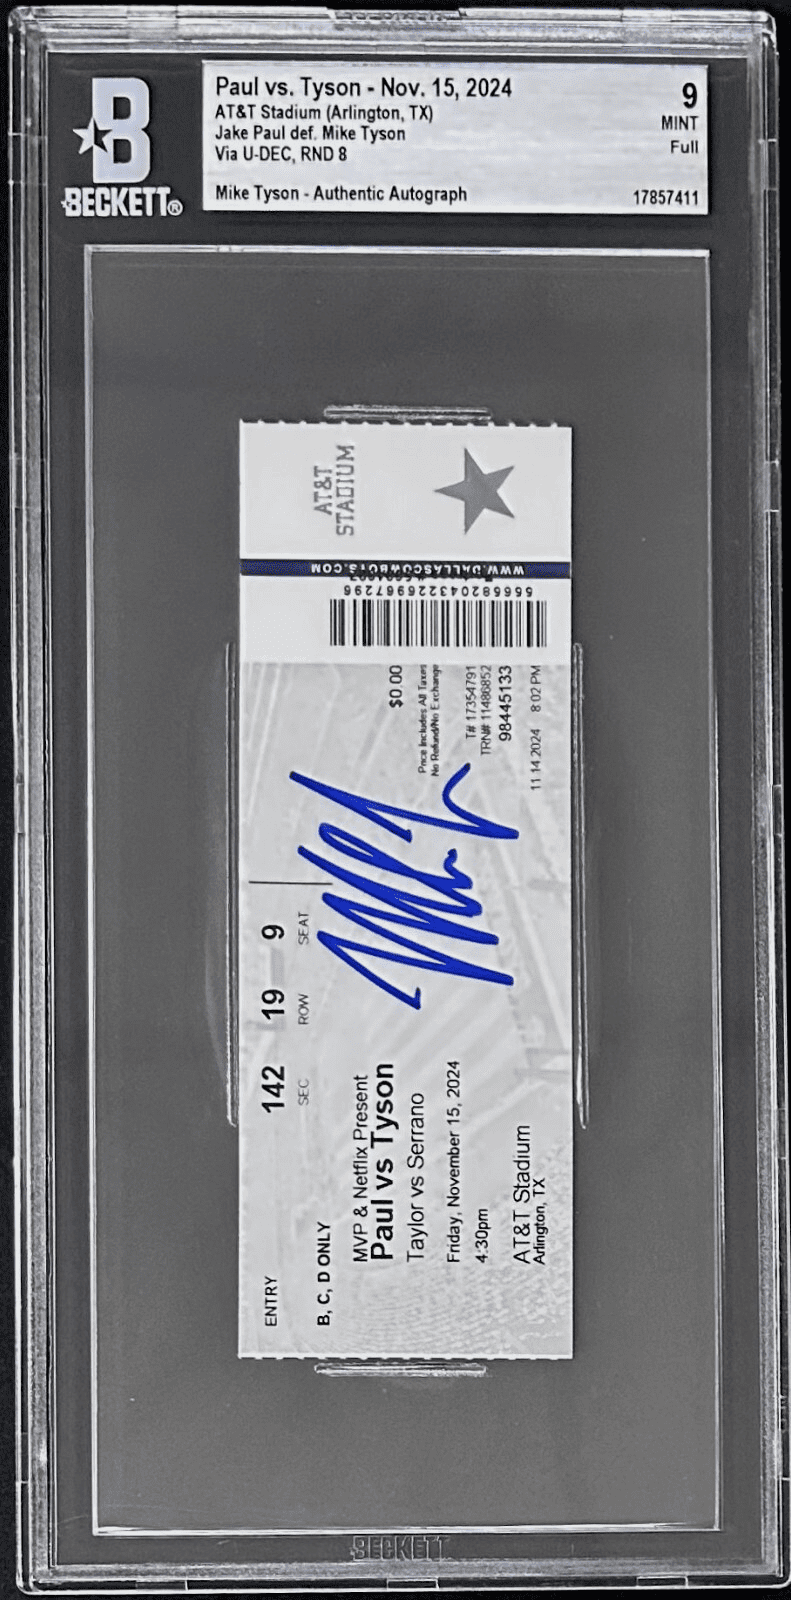 BECKETT®
Paul vs. Tyson - Nov. 15, 2024
AT&T Stadium (Arlington, TX)
Jake Paul def. Mike Tyson
Via U-DEC, RND 8
Mike Tyson - Authentic Autograph
9
MINT
Full
17857411
AT&T
STADIUM
WWW.DALLASCOWBOYS.COM
$0.00
Price Includes All Taxes
No Refund/No Exchange
T# 17354791
TRN# 11486852
98445133
11.14.2024 8:02 PM
ENTRY
142 19 9
SEC ROW SEAT
B, C, D ONLY
MVP & Netflix Present
Paul vs Tyson
Taylor vs Serrano
Friday, November 15, 2024
4:30pm
AT&T Stadium
Arlington, TX
BECKETT